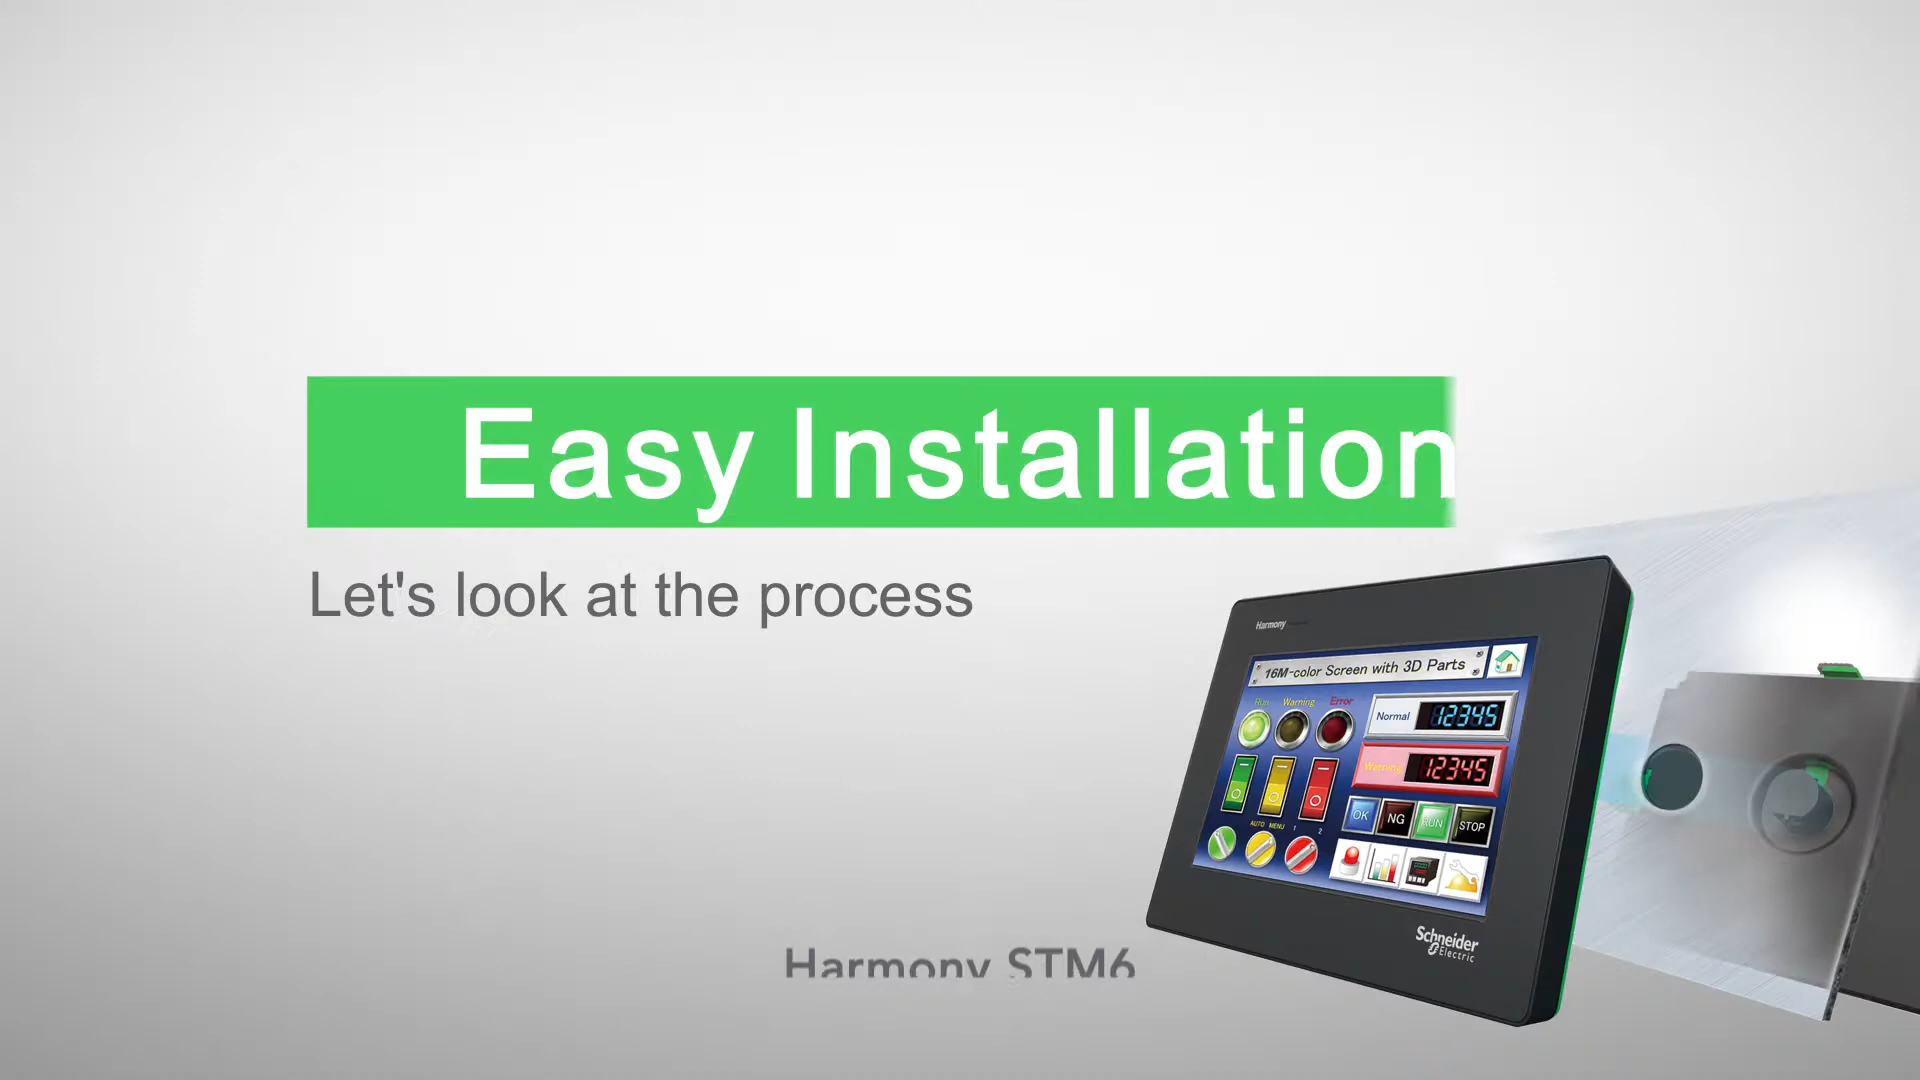 Easy Installation
Let's look at the process
Harmony
16M-color Screen with 3D Parts
Run Warning Error
Normal 12345
Warning 12345
AUTO MENU 1 2
OK NG RUN STOP
Schneider
Electric
Harmony STM6